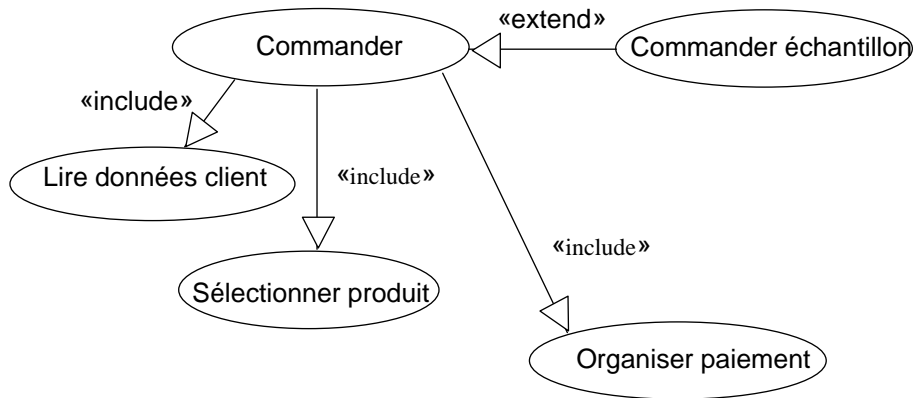 «extend»
Commander
Commander échantillon
«include»
Lire données client
«include»
«include»
Sélectionner produit
Organiser paiement